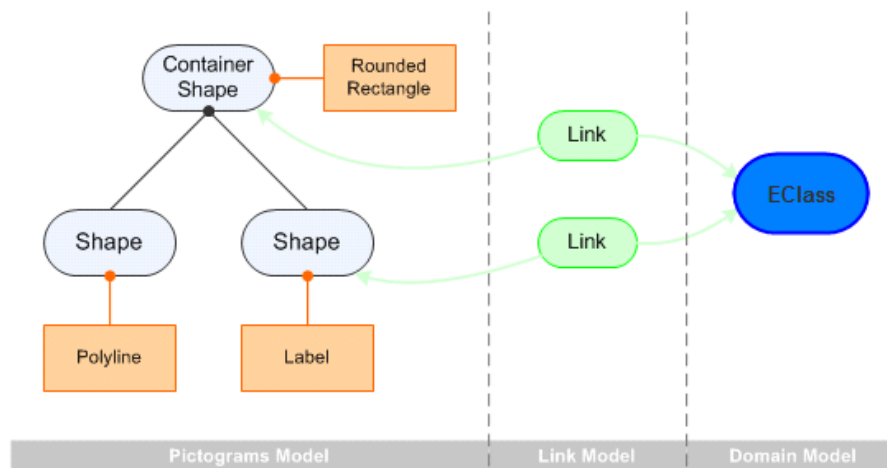 Container
Shape
Rounded
Rectangle
Link
EClass
Shape
Shape
Link
Polyline
Label
Pictograms Model
Link Model
Domain Model